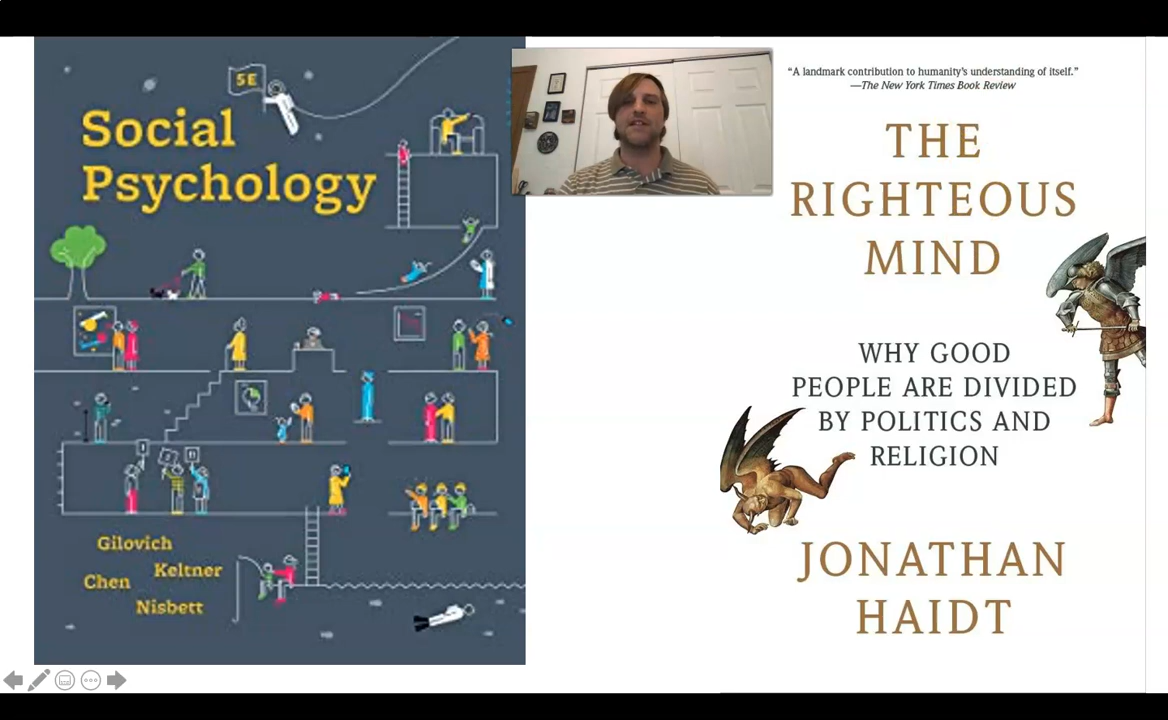 5E
Social
Psychology
Gilovich
Keltner
Chen
Nisbett
“A landmark contribution to humanity’s understanding of itself.”
—The New York Times Book Review
THE
RIGHTEOUS
MIND
WHY GOOD
PEOPLE ARE DIVIDED
BY POLITICS AND
RELIGION
JONATHAN
HAIDT